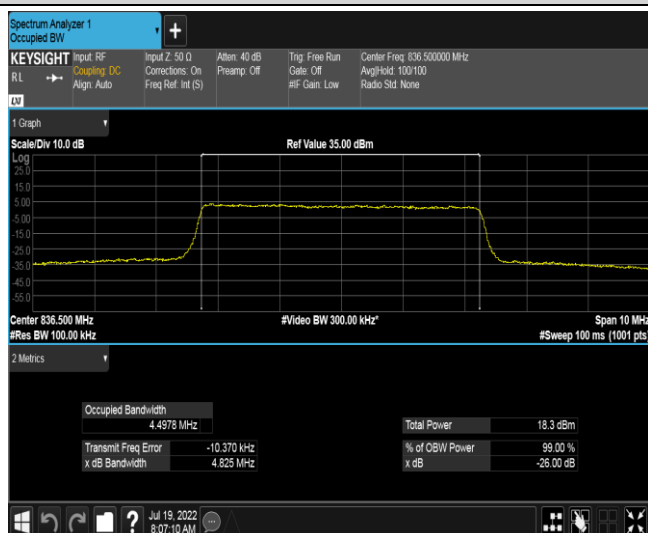 Spectrum Analyzer 1
Occupied BW
+
KEYSIGHT
RL
LXI
Input: RF
Coupling: DC
Align: Auto
Input Z: 50 Ω
Corrections: On
Freq Ref: Int (S)
Atten: 40 dB
Preamp: Off
Trig: Free Run
Gate: Off
#IF Gain: Low
Center Freq: 836.500000 MHz
Avg|Hold: 100/100
Radio Std: None
1 Graph
Scale/Div 10.0 dB
Ref Value 35.00 dBm
Log
25.0
15.0
5.00
-5.00
-15.0
-25.0
-35.0
-45.0
-55.0
Center 836.500 MHz
#Video BW 300.00 kHz*
Span 10 MHz
#Res BW 100.00 kHz
#Sweep 100 ms (1001 pts)
2 Metrics
Occupied Bandwidth
4.4978 MHz
Total Power 18.3 dBm
Transmit Freq Error -10.370 kHz
% of OBW Power 99.00 %
x dB Bandwidth 4.825 MHz
x dB -26.00 dB
?
Jul 19, 2022
8:07:10 AM